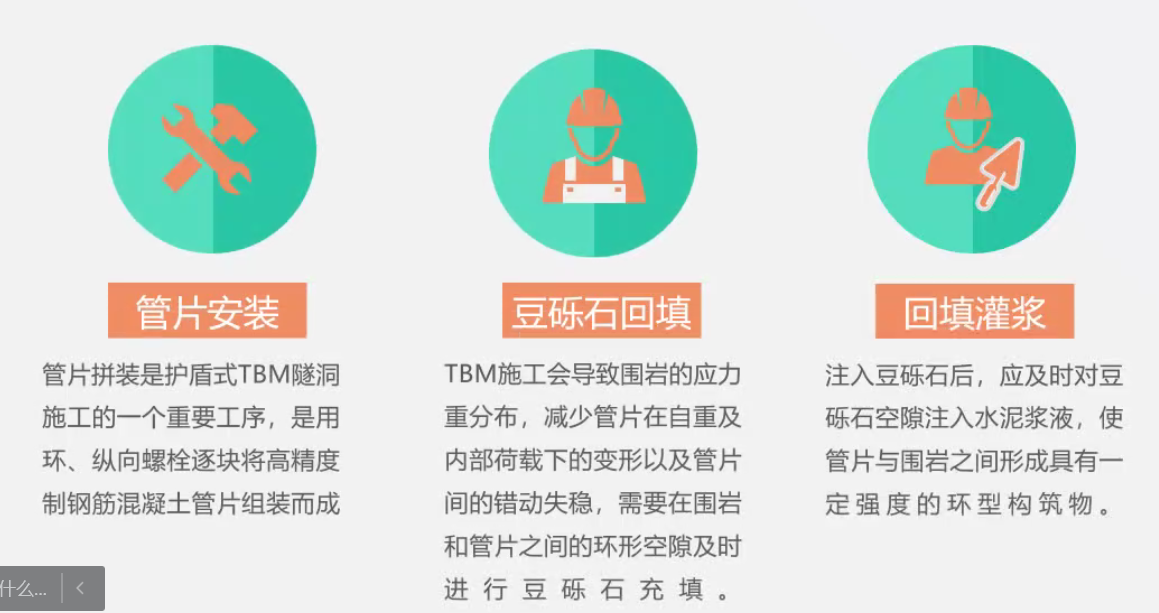 管片安装
管片拼装是护盾式TBM隧洞
施工的一个重要工序，是用
环、纵向螺栓逐块将高精度
制钢筋混凝土管片组装而成
豆砾石回填
TBM施工会导致围岩的应力
重分布，减少管片在自重及
内部荷载下的变形以及管片
间的错动失稳，需要在围岩
和管片之间的环形空隙及时
进行豆砾石充填。
回填灌浆
注入豆砾石后，应及时对豆
砾石空隙注入水泥浆液，使
管片与围岩之间形成具有一
定强度的环型构筑物。
什么...